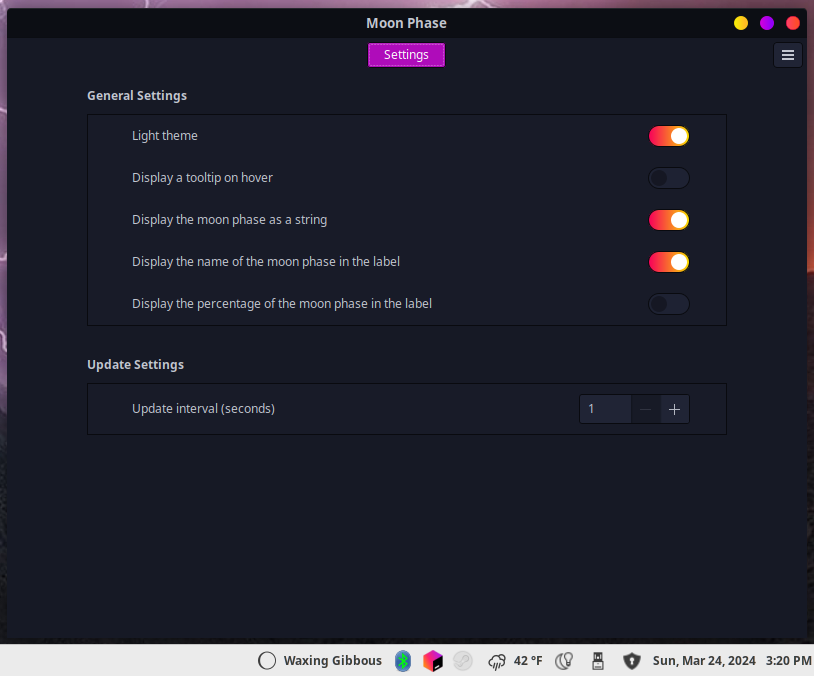 Moon Phase
Settings
General Settings
Light theme
Display a tooltip on hover
Display the moon phase as a string
Display the name of the moon phase in the label
Display the percentage of the moon phase in the label
Update Settings
Update interval (seconds) 1
Waxing Gibbous 42 °F Sun, Mar 24, 2024 3:20 PM